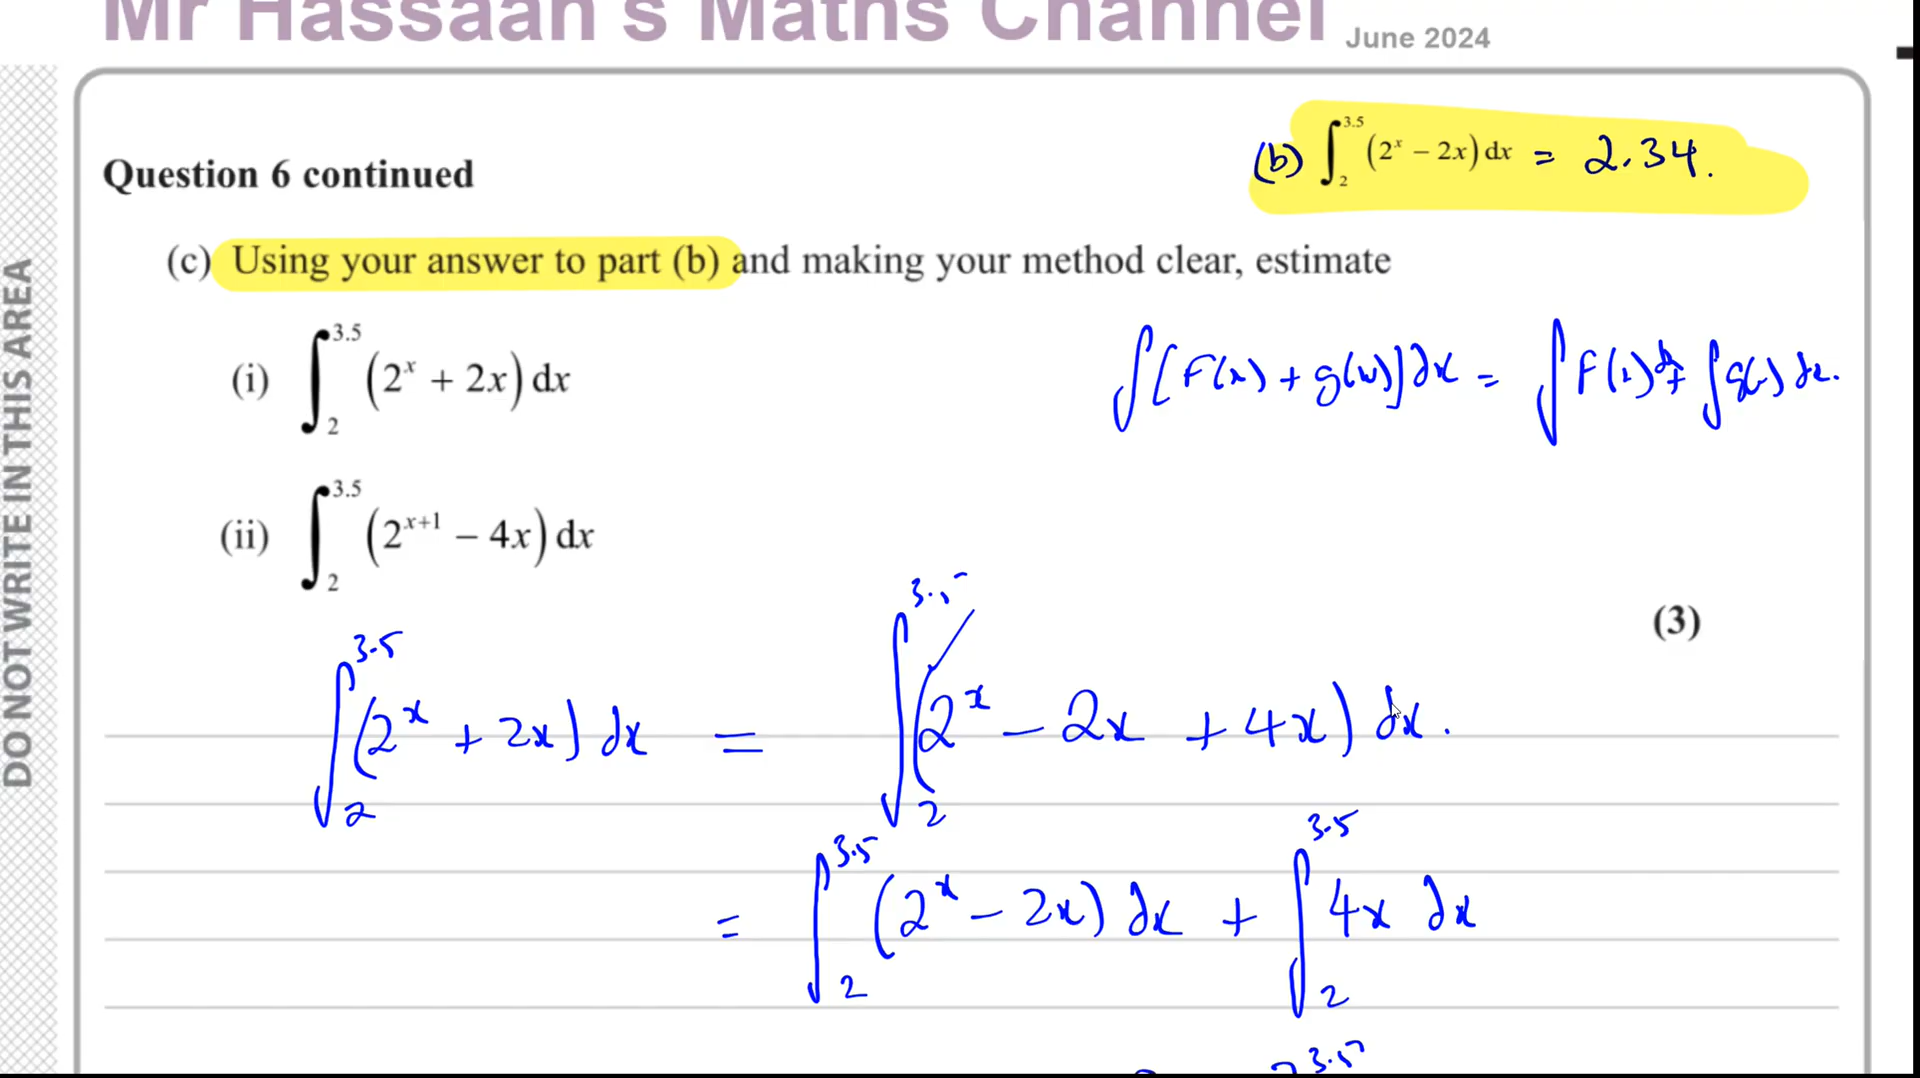 Mr Hassaan's Maths Channel
June 2024
DO NOT WRITE IN THIS AREA
(b) ∫₂^3.5 (2^x − 2x) dx = 2.34.
Question 6 continued
(c) Using your answer to part (b) and making your method clear, estimate
(i) ∫₂^3.5 (2^x + 2x) dx
∫[f(x) + g(x)] dx = ∫f(x) dx + ∫g(x) dx.
(ii) ∫₂^3.5 (2^{x+1} − 4x) dx
(3)
∫₂^3.5 (2^x + 2x) dx = ∫₂^3.5 (2^x − 2x + 4x) dx.
= ∫₂^3.5 (2^x − 2x) dx + ∫₂^3.5 4x dx
3.5